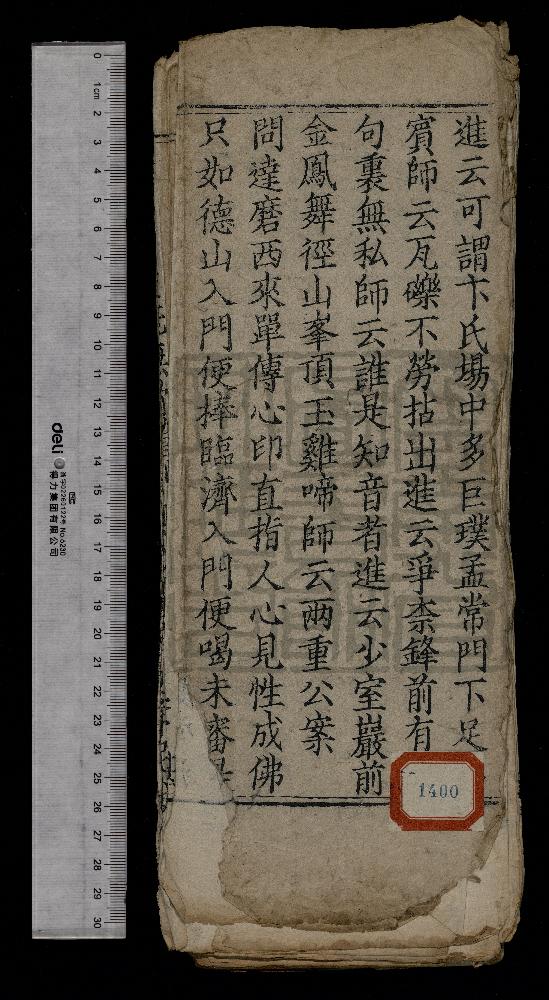 進云可謂卞氏場中多巨璞孟常門下足
賓師云瓦礫不勞拈出進云爭柰鋒前有
句裏無私師云誰是知音者進云少室巖前
金鳳舞徑山峯頂玉雞啼師云兩重公案
問達磨西來單傳心印直指人心見性成佛
只如德山入門便棒臨濟入門便喝未審
1400
0 1cm 2 3 4 5 6 7 8 9 10 11 12 13 14 15 16 17 18 19 20 21 22 23 24 25 26 27 28 29 30
deli
得力集团有限公司
No.6230